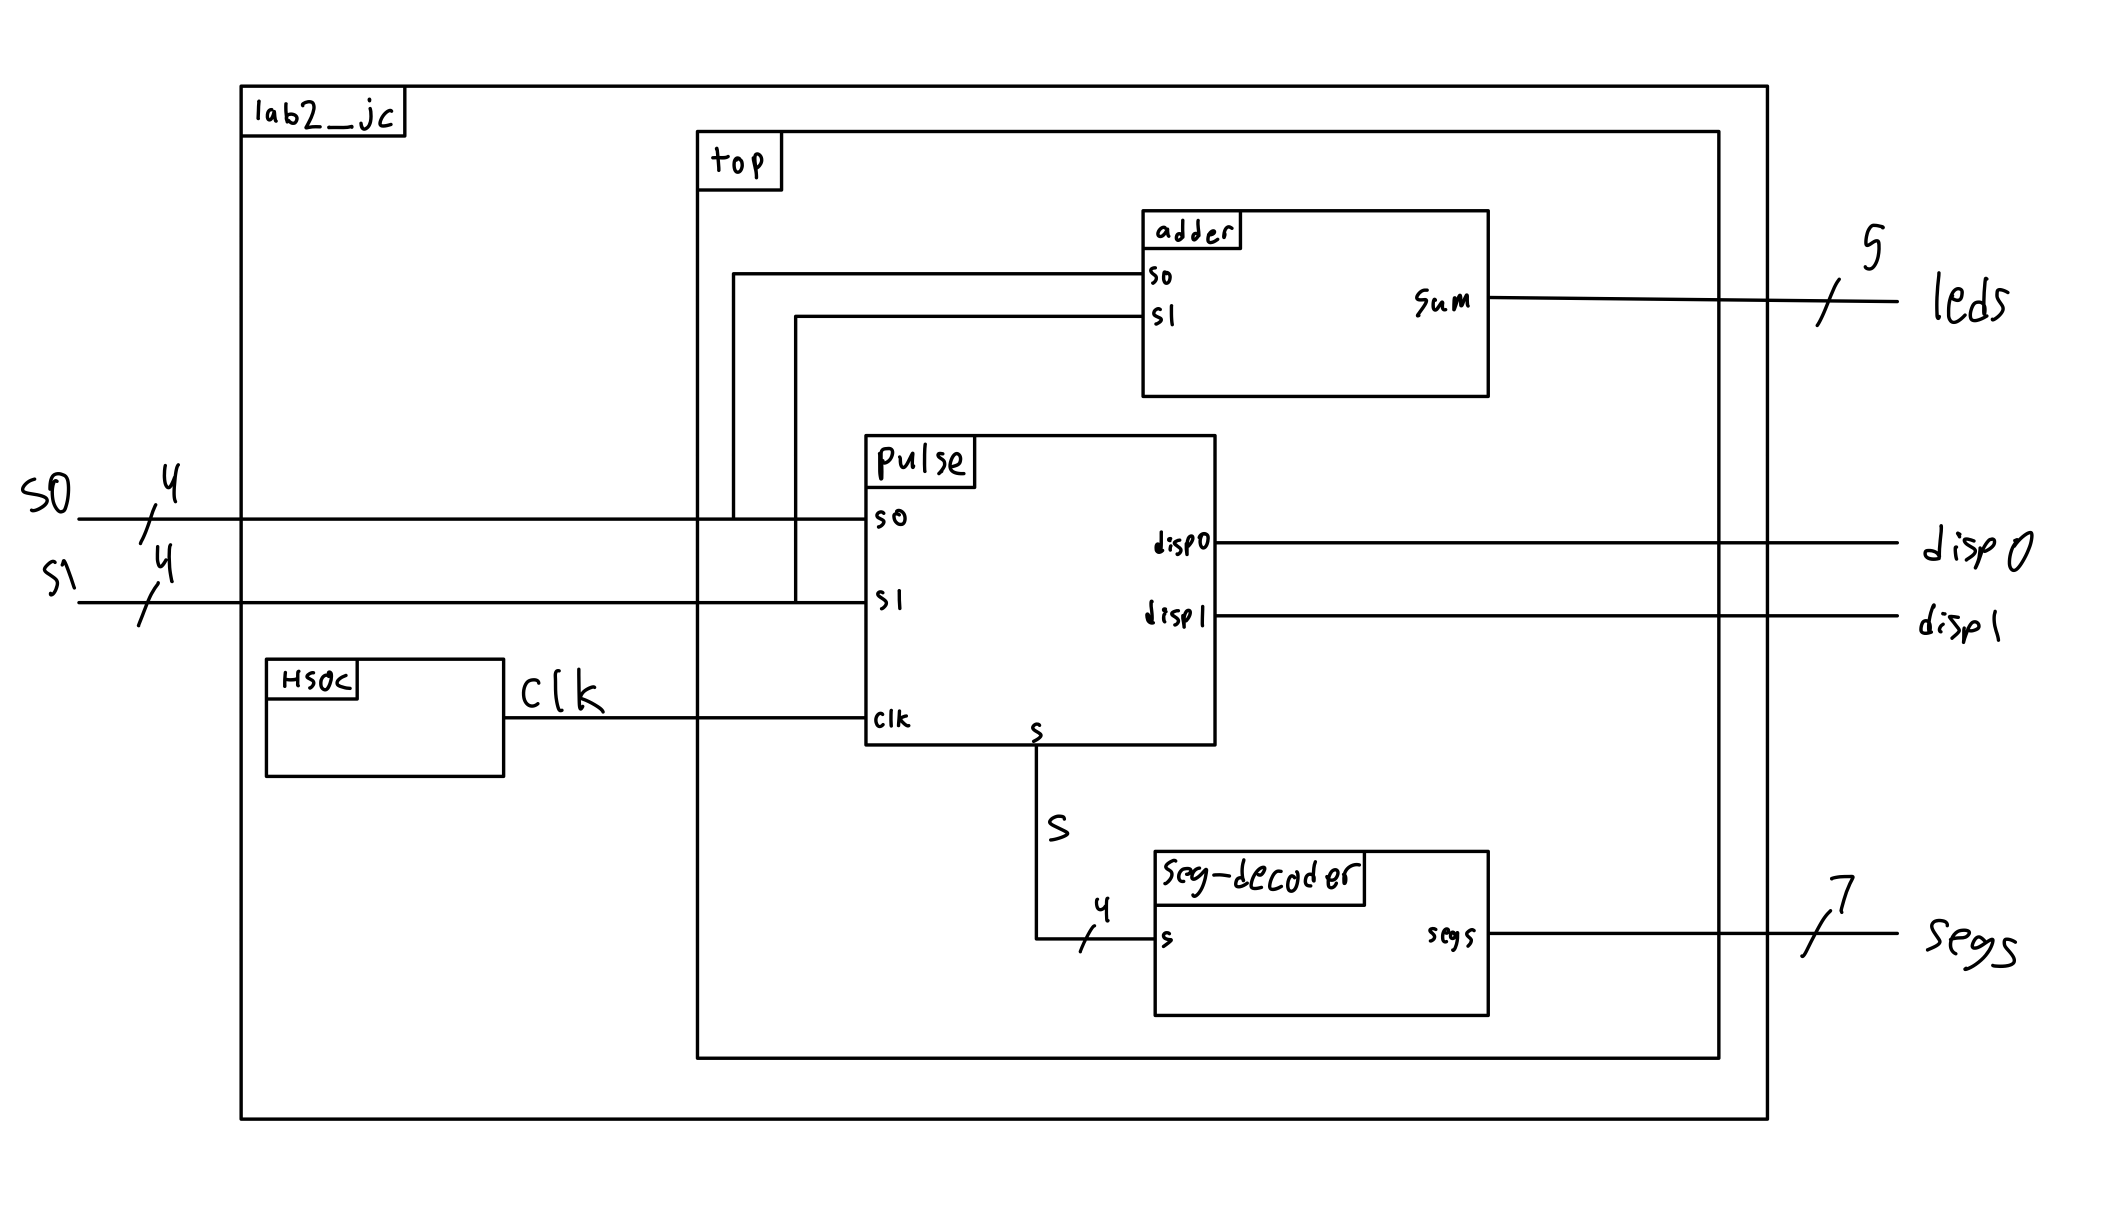 lab2_jc
top
adder
s0
s1
sum
5
leds
pulse
s0
s1
clk
disp0
disp1
s
s0
4
s1
4
disp0
disp1
Hsoc
clk
s
4
seg-decoder
s
segs
7
segs